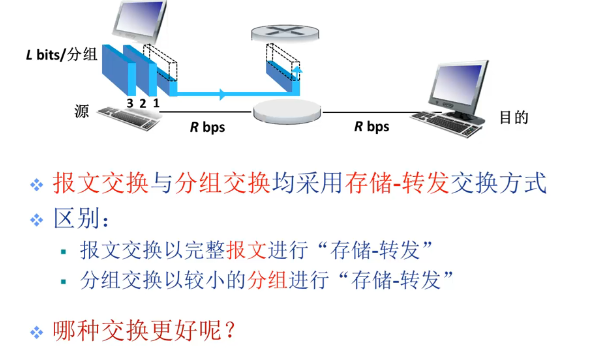 L bits/分组
3 2 1
源
R bps
R bps
目的
报文交换与分组交换均采用存储-转发交换方式
区别：
报文交换以完整报文进行“存储-转发”
分组交换以较小的分组进行“存储-转发”
哪种交换更好呢？